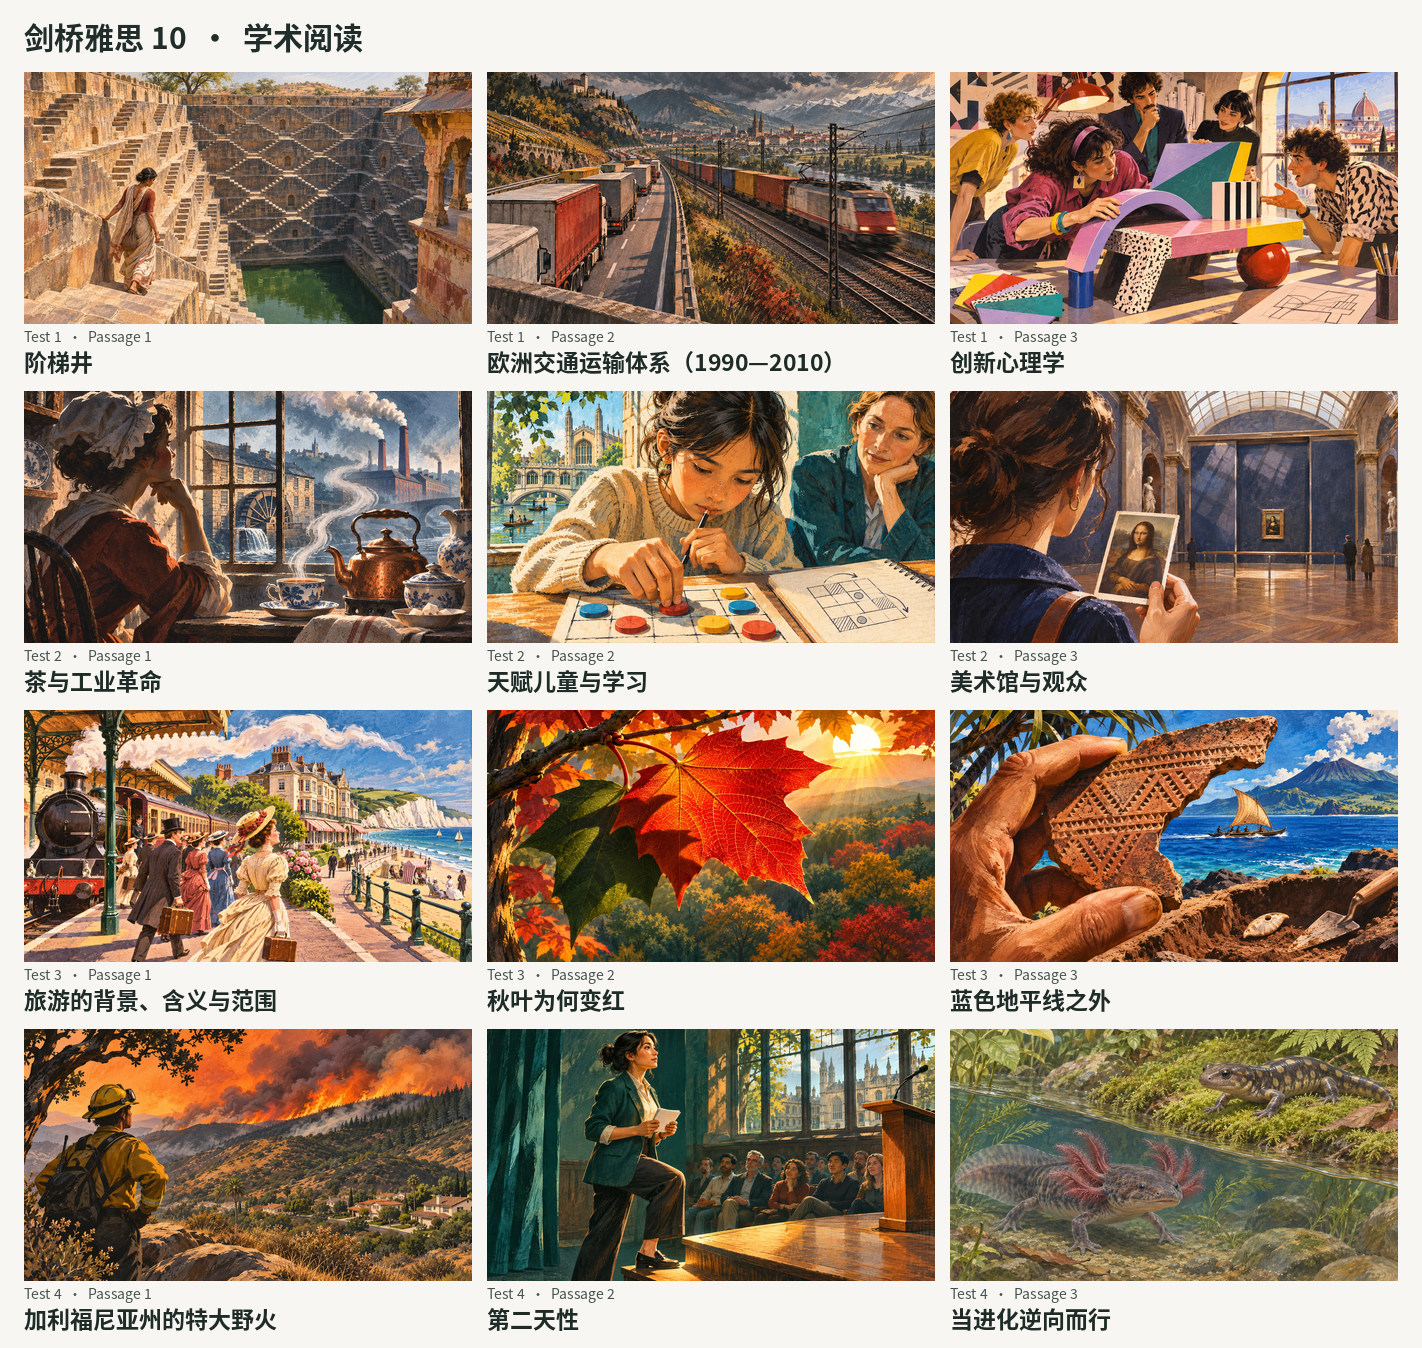 剑桥雅思 10 · 学术阅读
Test 1 · Passage 1
阶梯井
Test 1 · Passage 2
欧洲交通运输体系（1990—2010）
Test 1 · Passage 3
创新心理学
Test 2 · Passage 1
茶与工业革命
Test 2 · Passage 2
天赋儿童与学习
Test 2 · Passage 3
美术馆与观众
Test 3 · Passage 1
旅游的背景、含义与范围
Test 3 · Passage 2
秋叶为何变红
Test 3 · Passage 3
蓝色地平线之外
Test 4 · Passage 1
加利福尼亚州的特大野火
Test 4 · Passage 2
第二天性
Test 4 · Passage 3
当进化逆向而行